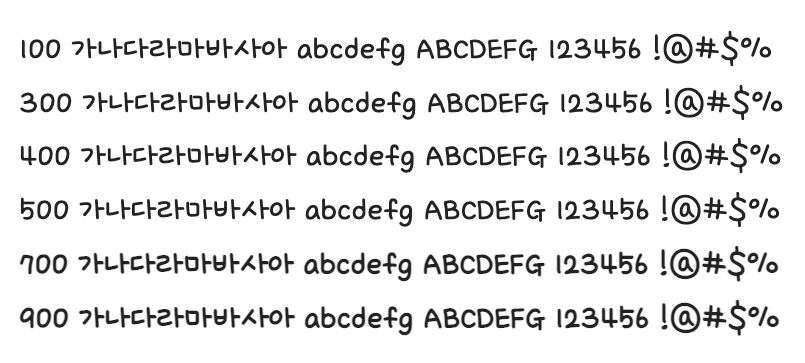 100 가나다라마바사아 abcdefg ABCDEFG 123456 !@#$%
300 가나다라마바사아 abcdefg ABCDEFG 123456 !@#$%
400 가나다라마바사아 abcdefg ABCDEFG 123456 !@#$%
500 가나다라마바사아 abcdefg ABCDEFG 123456 !@#$%
700 가나다라마바사아 abcdefg ABCDEFG 123456 !@#$%
900 가나다라마바사아 abcdefg ABCDEFG 123456 !@#$%